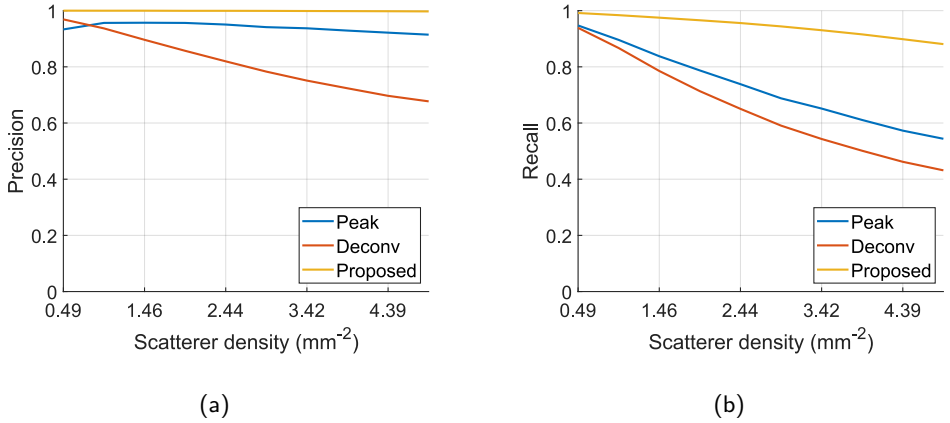 1
0.8
0.6
0.4
0.2
0
Precision
0.49 1.46 2.44 3.42 4.39
Scatterer density (mm-2)
Peak
Deconv
Proposed
(a)
1
0.8
0.6
0.4
0.2
0
Recall
0.49 1.46 2.44 3.42 4.39
Scatterer density (mm-2)
Peak
Deconv
Proposed
(b)